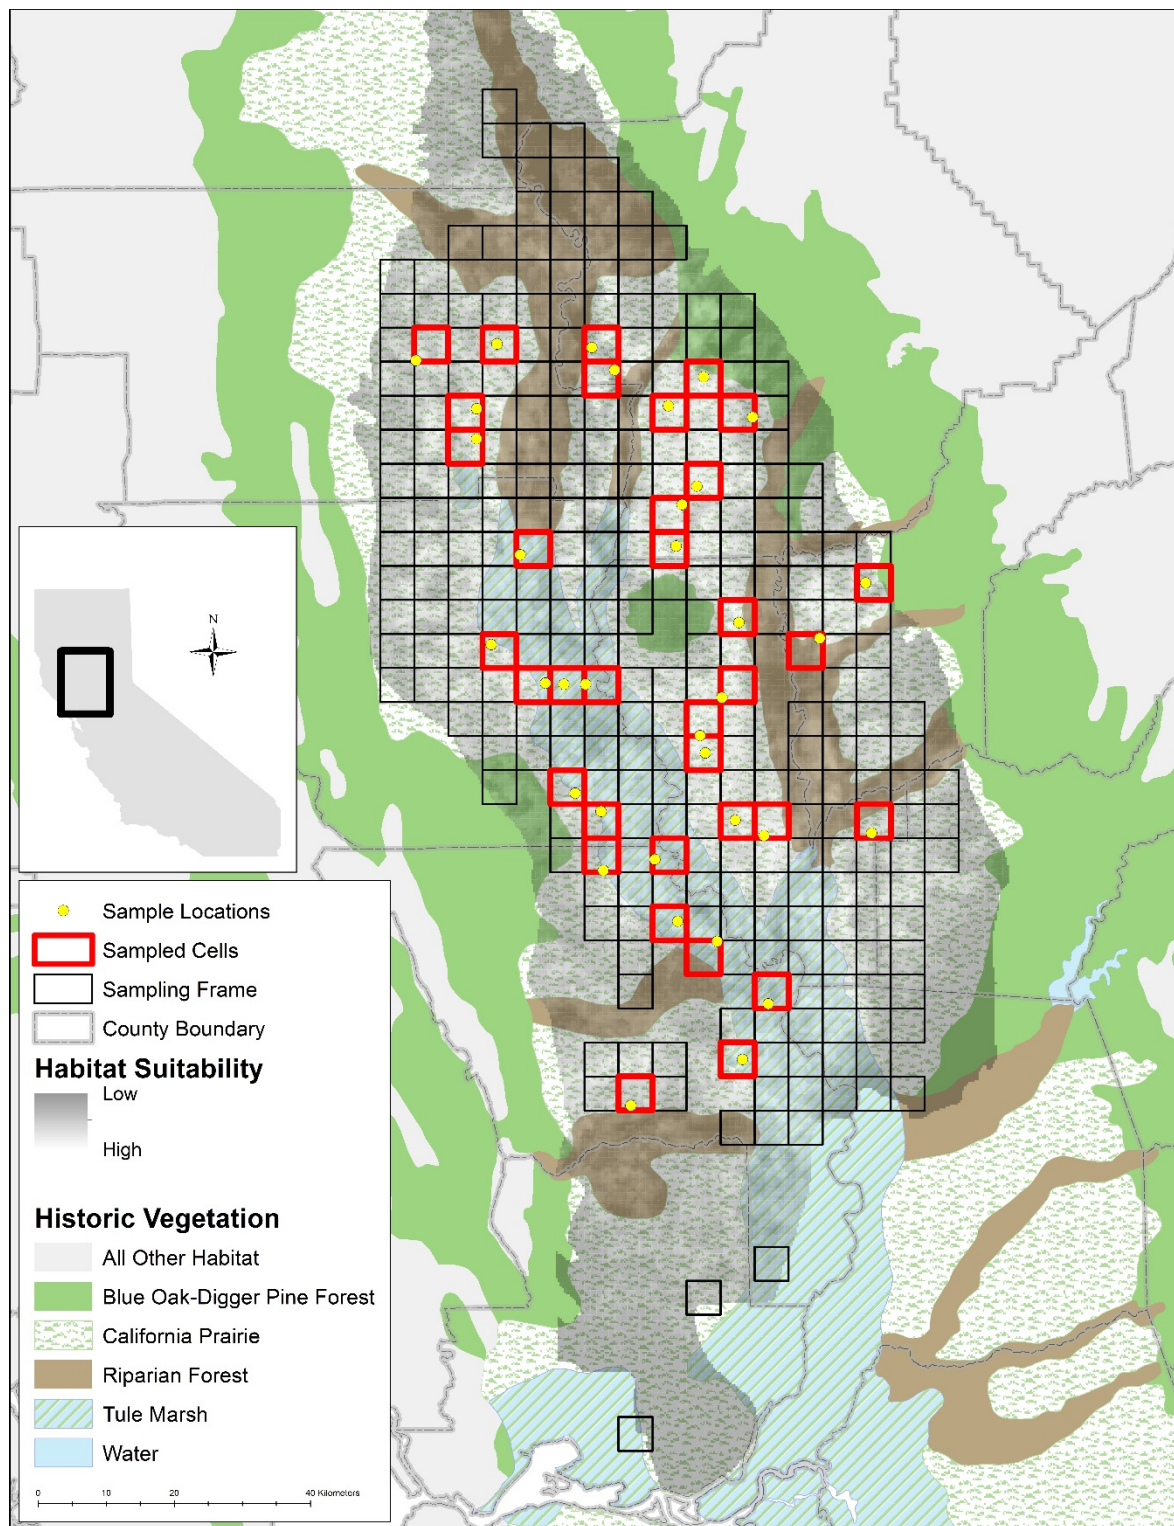 N
Sample Locations
Sampled Cells
Sampling Frame
County Boundary
Habitat Suitability
Low
High
Historic Vegetation
All Other Habitat
Blue Oak-Digger Pine Forest
California Prairie
Riparian Forest
Tule Marsh
Water
0 10 20 40 Kilometers